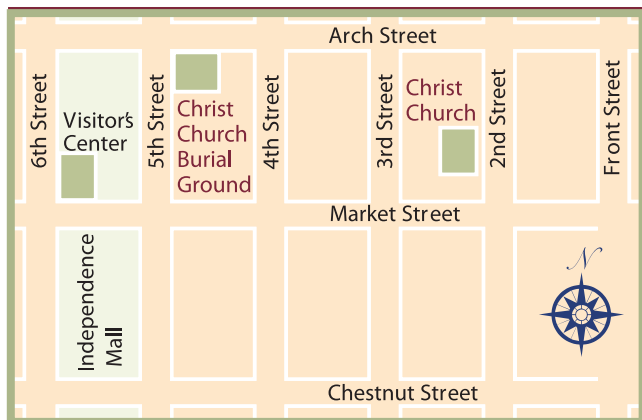 Arch Street
6th Street
Visitor's
Center
5th Street
Christ
Church
Burial
Ground
4th Street
3rd Street
Christ
Church
2nd Street
Front Street
Market Street
Independence
Mall
N
Chestnut Street